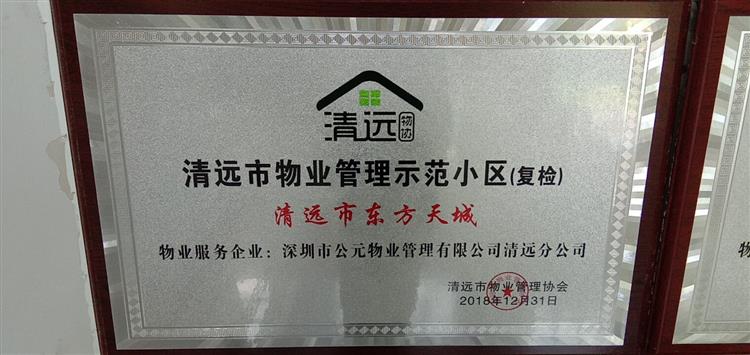 清远物协
清远市物业管理示范小区(复检)
清远市东方天城
物业服务企业：深圳市公元物业管理有限公司清远分公司
清远市物业管理协会
2018年12月31日